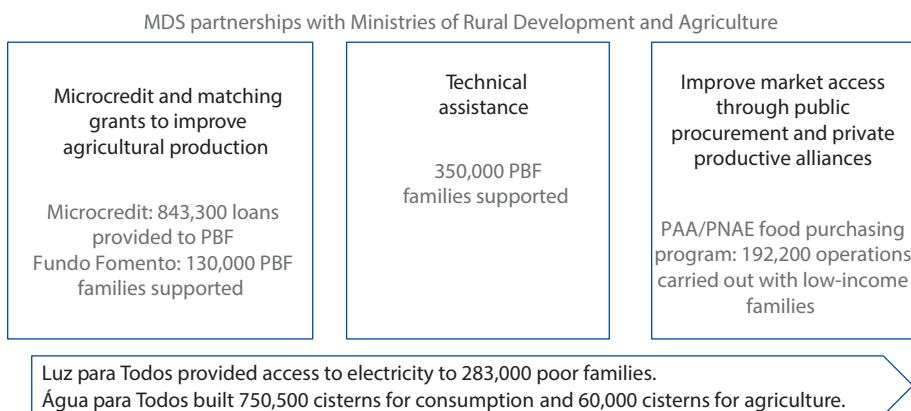 MDS partnerships with Ministries of Rural Development and Agriculture
Microcredit and matching
grants to improve
agricultural production
Microcredit: 843,300 loans
provided to PBF
Fundo Fomento: 130,000 PBF
families supported
Technical
assistance
350,000 PBF
families supported
Improve market access
through public
procurement and private
productive alliances
PAA/PNAE food purchasing
program: 192,200 operations
carried out with low-income
families
Luz para Todos provided access to electricity to 283,000 poor families.
Água para Todos built 750,500 cisterns for consumption and 60,000 cisterns for agriculture.